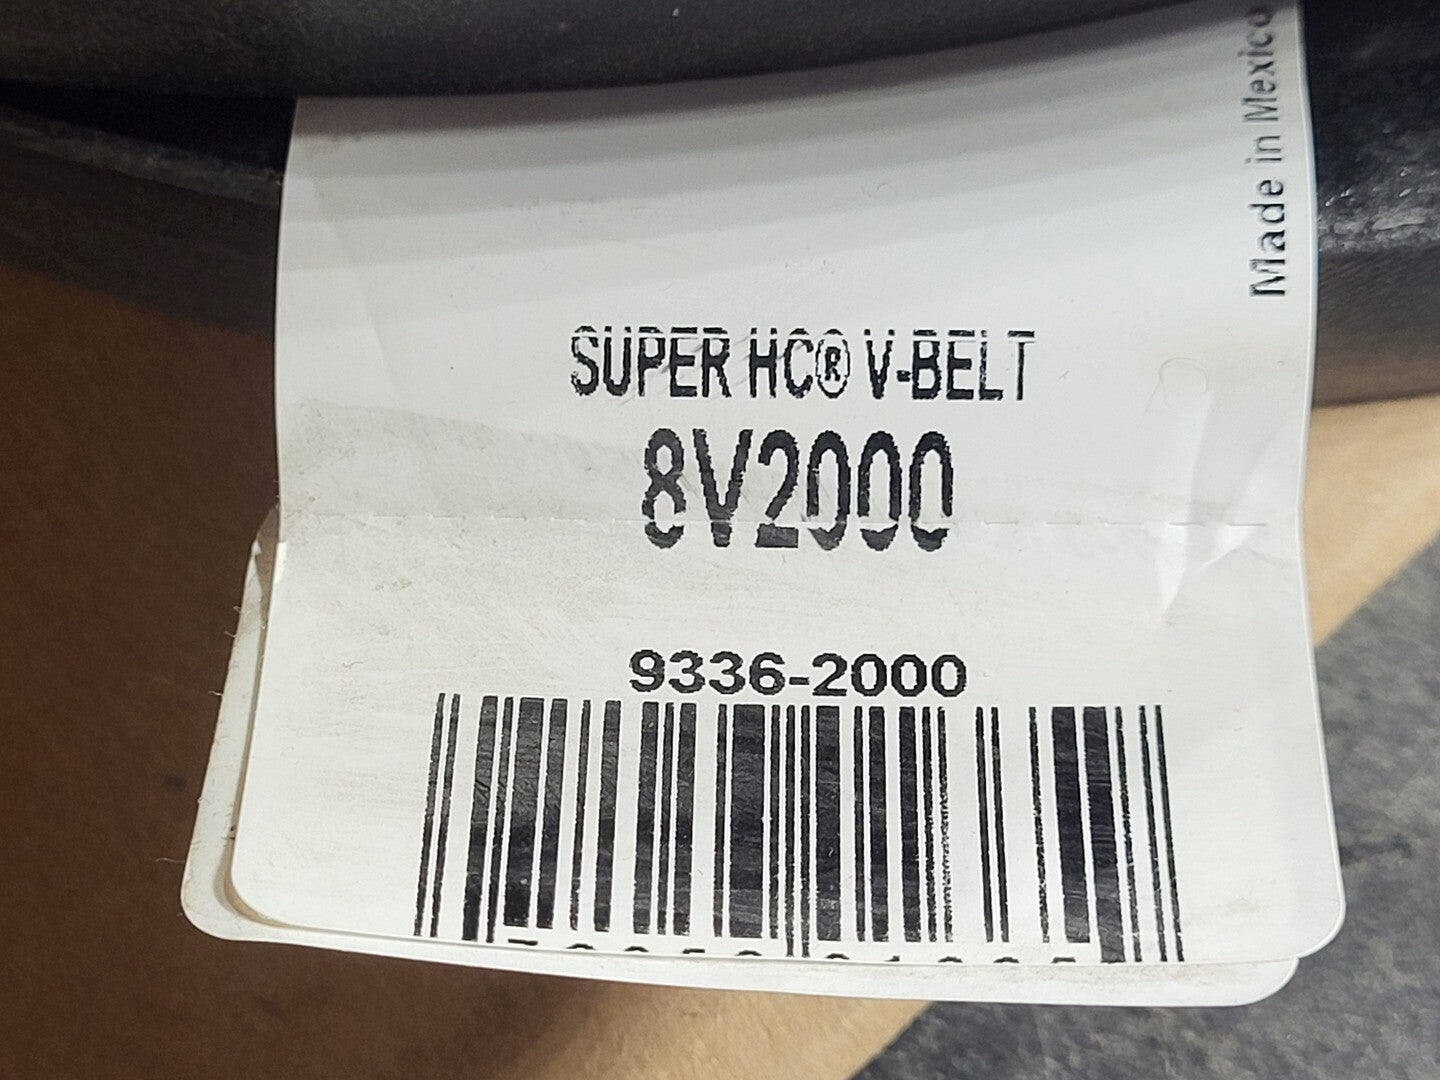 Made in Mexico
SUPER HC® V-BELT
8V2000
9336-2000